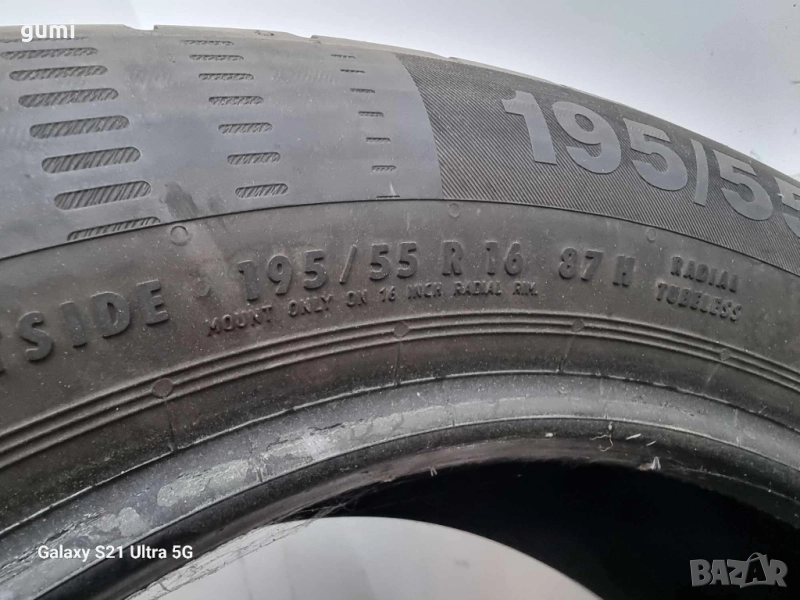 gumi
195/55
OUTSIDE · 195/55 R 16 87 H RADIAL TUBELESS
MOUNT ONLY ON 16 INCH RADIAL RIM.
Galaxy S21 Ultra 5G
BAZAR